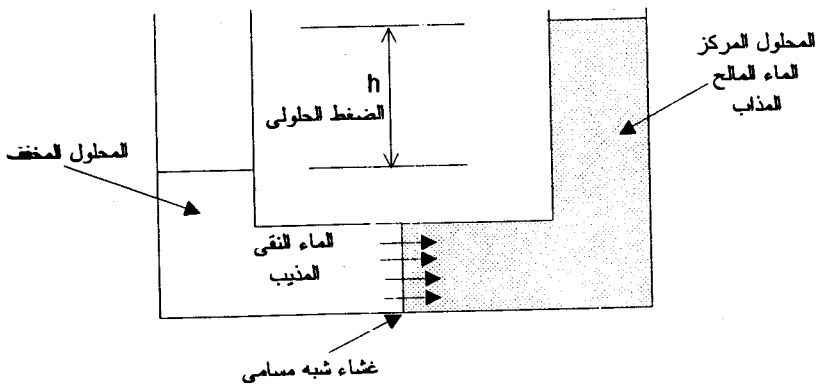 المحلول المركز
الماء المالح
المذاب
h
الضغط الحلولى
المحلول المخفف
الماء النقى
المذيب
غشاء شبه مسامى